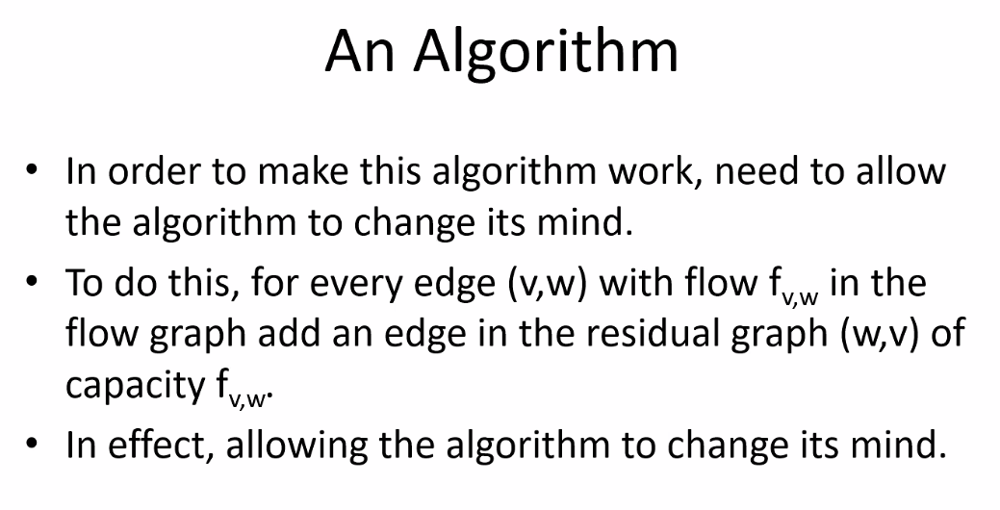 An Algorithm
• In order to make this algorithm work, need to allow
the algorithm to change its mind.
• To do this, for every edge (v,w) with flow f_{v,w} in the
flow graph add an edge in the residual graph (w,v) of
capacity f_{v,w}.
• In effect, allowing the algorithm to change its mind.